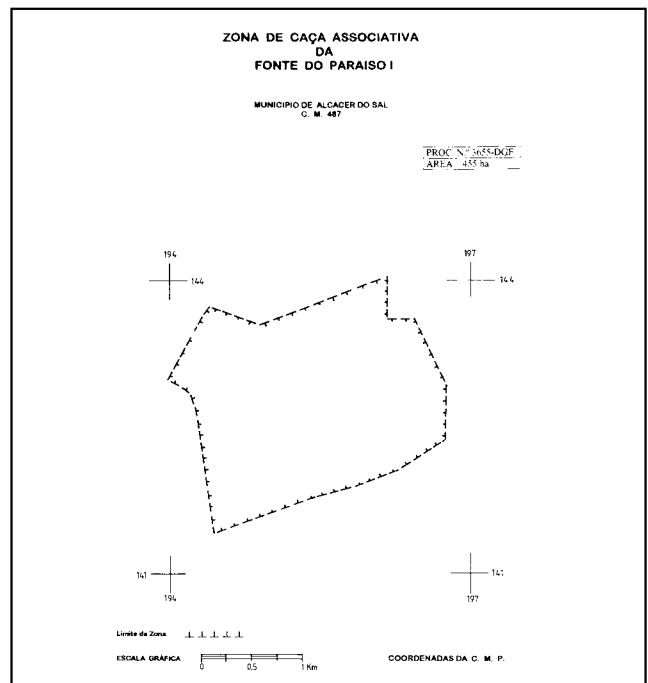 ZONA DE CAÇA ASSOCIATIVA
DA
FONTE DO PARAISO I
MUNICIPIO DE ALCACER DO SAL
C. M. 487
PROC N.º 3655-DGF
AREA 455 ha
194
144
197
144
141
194
141
197
Limite da Zona
ESCALA GRÁFICA
0 0,5 1 Km
COORDENADAS DA C. M. P.